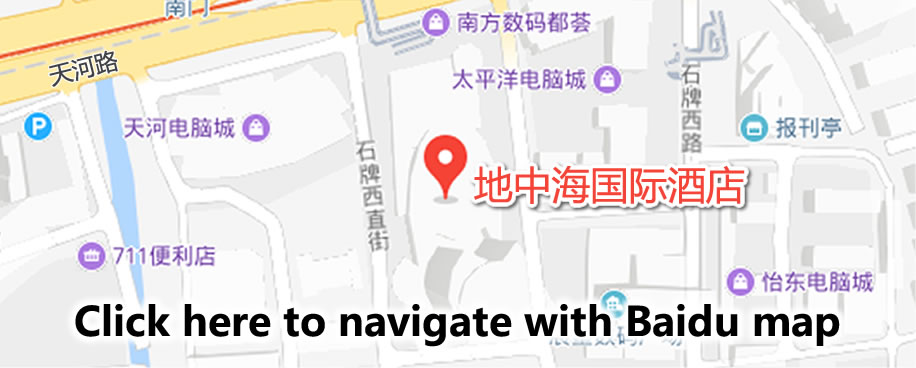 南门
南方数码都荟
天河路
太平洋电脑城
石牌西路
天河电脑城
报刊亭
石牌西直街
地中海国际酒店
711便利店
怡东电脑城
Click here to navigate with Baidu map